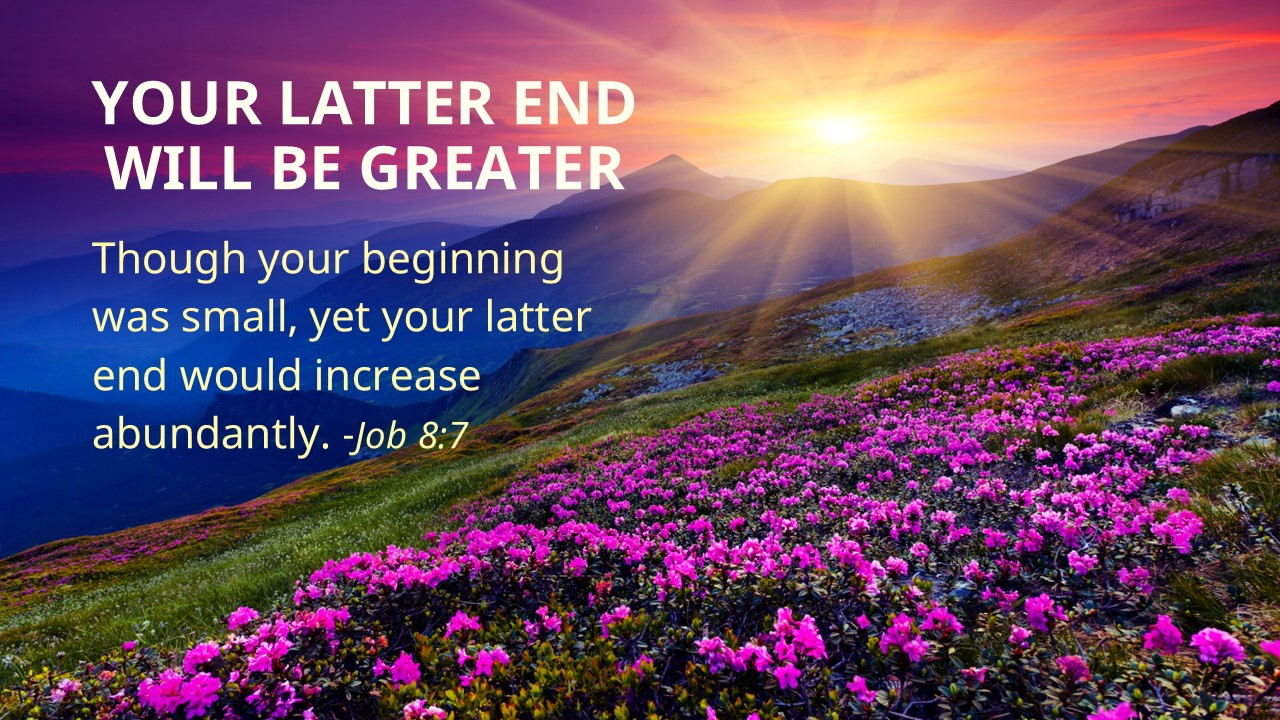 YOUR LATTER END
WILL BE GREATER
Though your beginning
was small, yet your latter
end would increase
abundantly. -Job 8:7